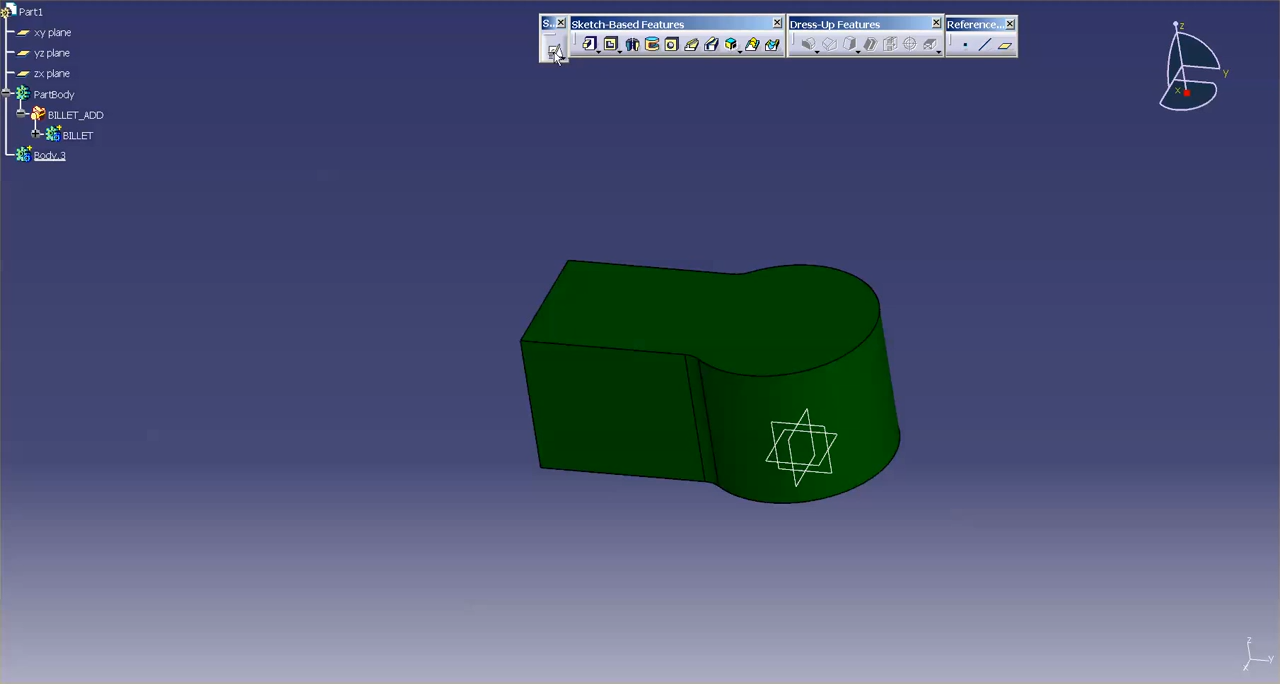 Part1
xy plane
yz plane
zx plane
PartBody
BILLET_ADD
BILLET
Body.3
S...
Sketch-Based Features
Dress-Up Features
Reference...
z
y
x
z
y
x